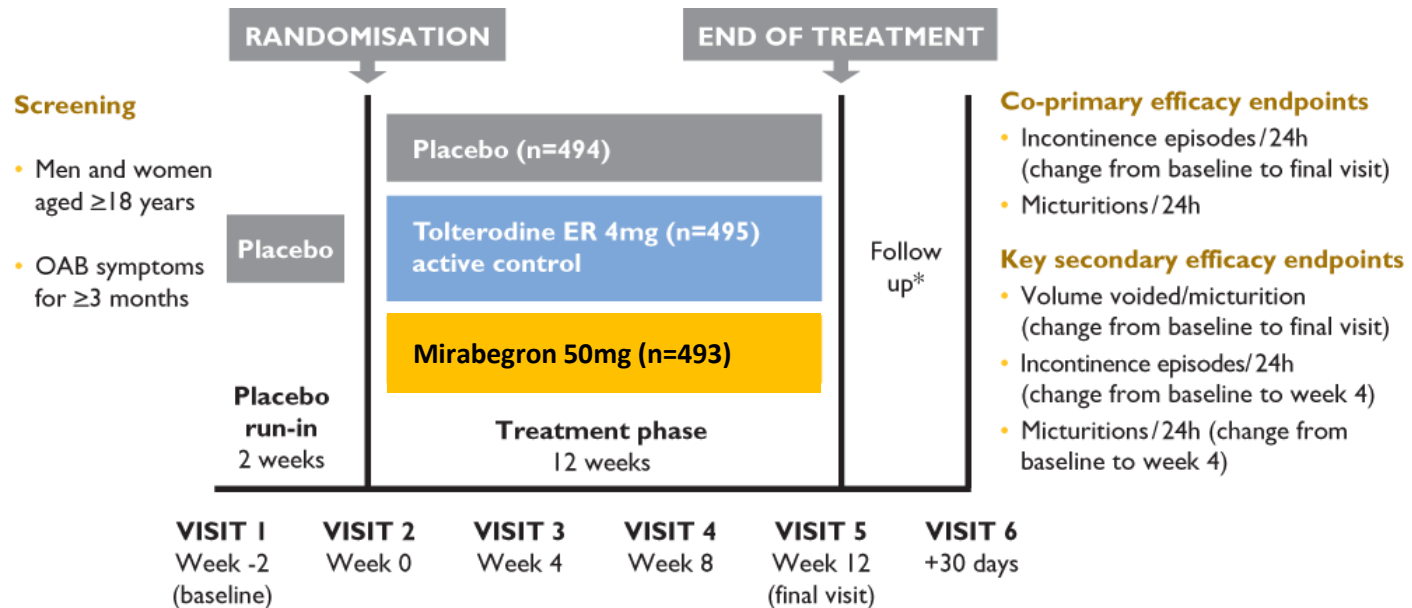 RANDOMISATION
END OF TREATMENT
Screening
• Men and women
aged ≥18 years
• OAB symptoms
for ≥3 months
Placebo
Placebo (n=494)
Tolterodine ER 4mg (n=495)
active control
Mirabegron 50mg (n=493)
Follow
up*
Placebo
run-in
2 weeks
Treatment phase
12 weeks
VISIT 1
Week -2
(baseline)
VISIT 2
Week 0
VISIT 3
Week 4
VISIT 4
Week 8
VISIT 5
Week 12
(final visit)
VISIT 6
+30 days
Co-primary efficacy endpoints
• Incontinence episodes/24h
(change from baseline to final visit)
• Micturitions/24h
Key secondary efficacy endpoints
• Volume voided/micturition
(change from baseline to final visit)
• Incontinence episodes/24h
(change from baseline to week 4)
• Micturitions/24h (change from
baseline to week 4)